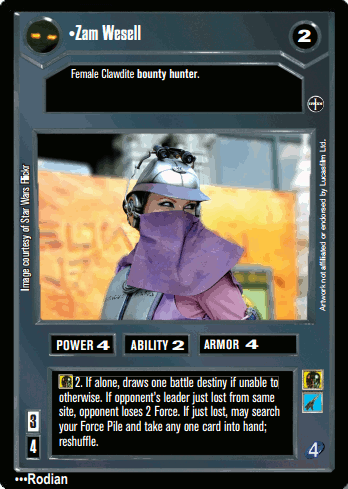 •Zam Wesell
2
Female Clawdite bounty hunter.
Image courtesy of Star Wars Flickr
Artwork not affiliated or endorsed by Lucasfilm Ltd.
POWER 4 ABILITY 2 ARMOR 4
2. If alone, draws one battle destiny if unable to
otherwise. If opponent's leader just lost from same
site, opponent loses 2 Force. If just lost, may search
your Force Pile and take any one card into hand;
reshuffle.
3
4
4
•••Rodian